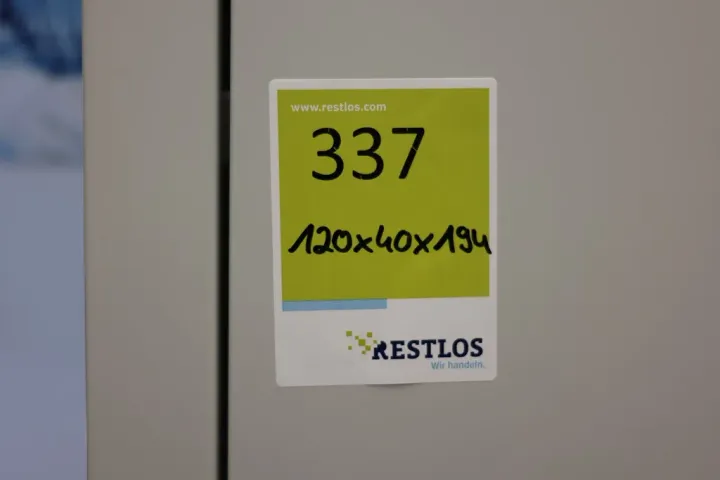 www.restlos.com
337
120x40x194
RESTLOS
Wir handeln.